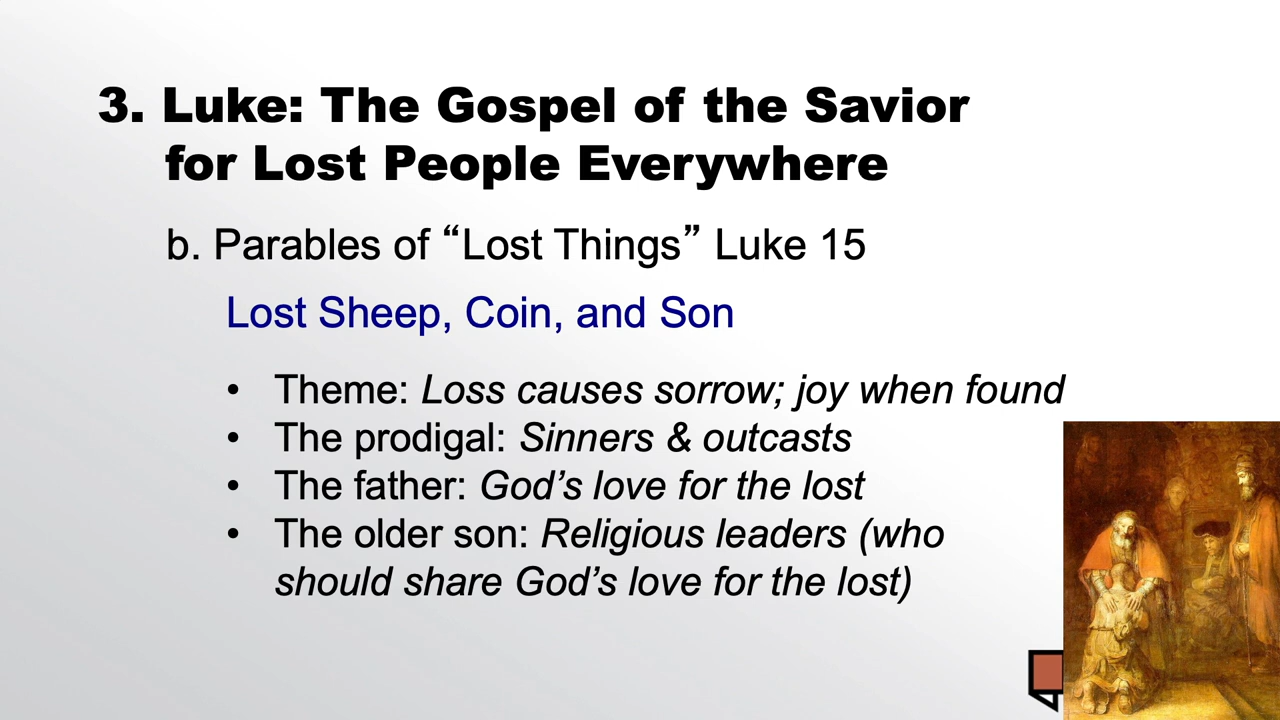 3. Luke: The Gospel of the Savior
for Lost People Everywhere
b. Parables of “Lost Things” Luke 15
Lost Sheep, Coin, and Son
• Theme: Loss causes sorrow; joy when found
• The prodigal: Sinners & outcasts
• The father: God’s love for the lost
• The older son: Religious leaders (who
should share God’s love for the lost)